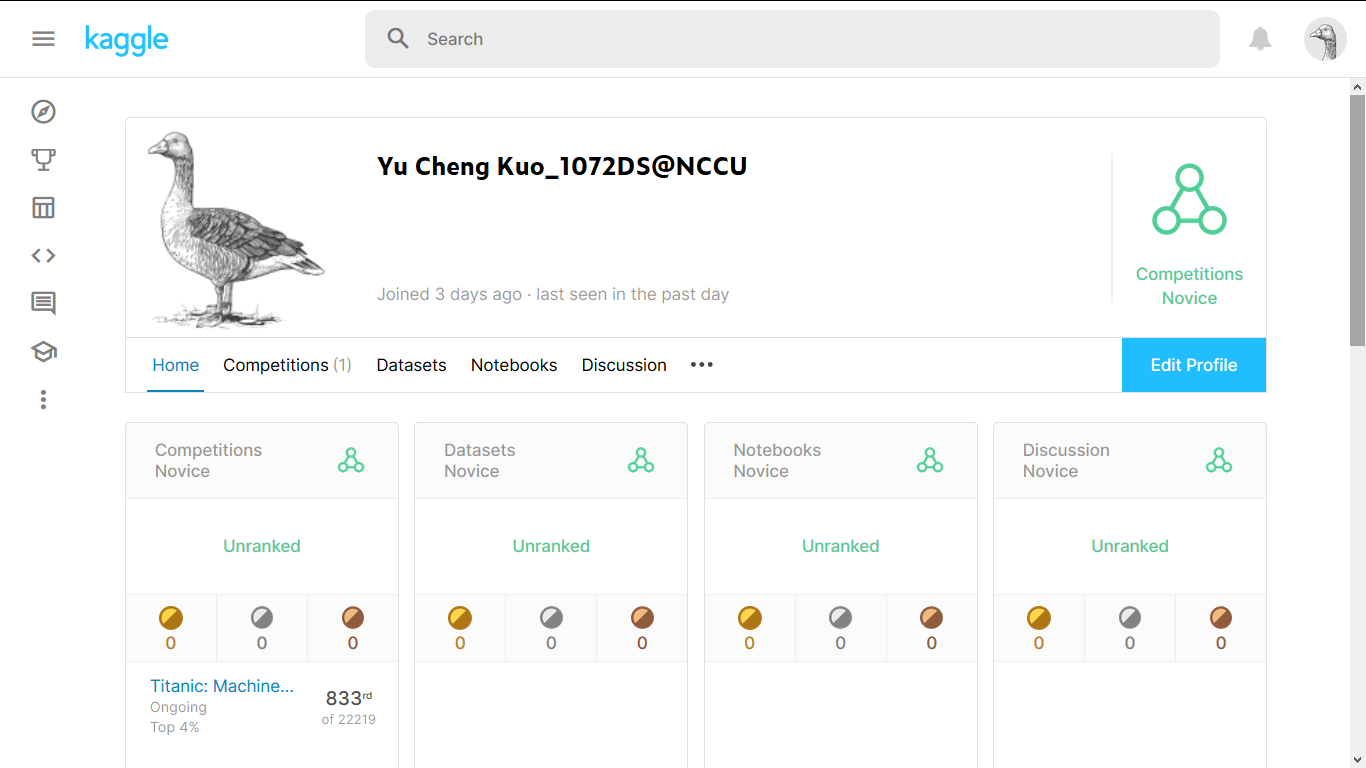 kaggle
Search
Yu Cheng Kuo_1072DS@NCCU
Joined 3 days ago · last seen in the past day
Competitions
Novice
Home
Competitions (1)
Datasets
Notebooks
Discussion
•••
Edit Profile
Competitions
Novice
Unranked
0
0
0
Titanic: Machine...
Ongoing
Top 4%
833rd
of 22219
Datasets
Novice
Unranked
0
0
0
Notebooks
Novice
Unranked
0
0
0
Discussion
Novice
Unranked
0
0
0